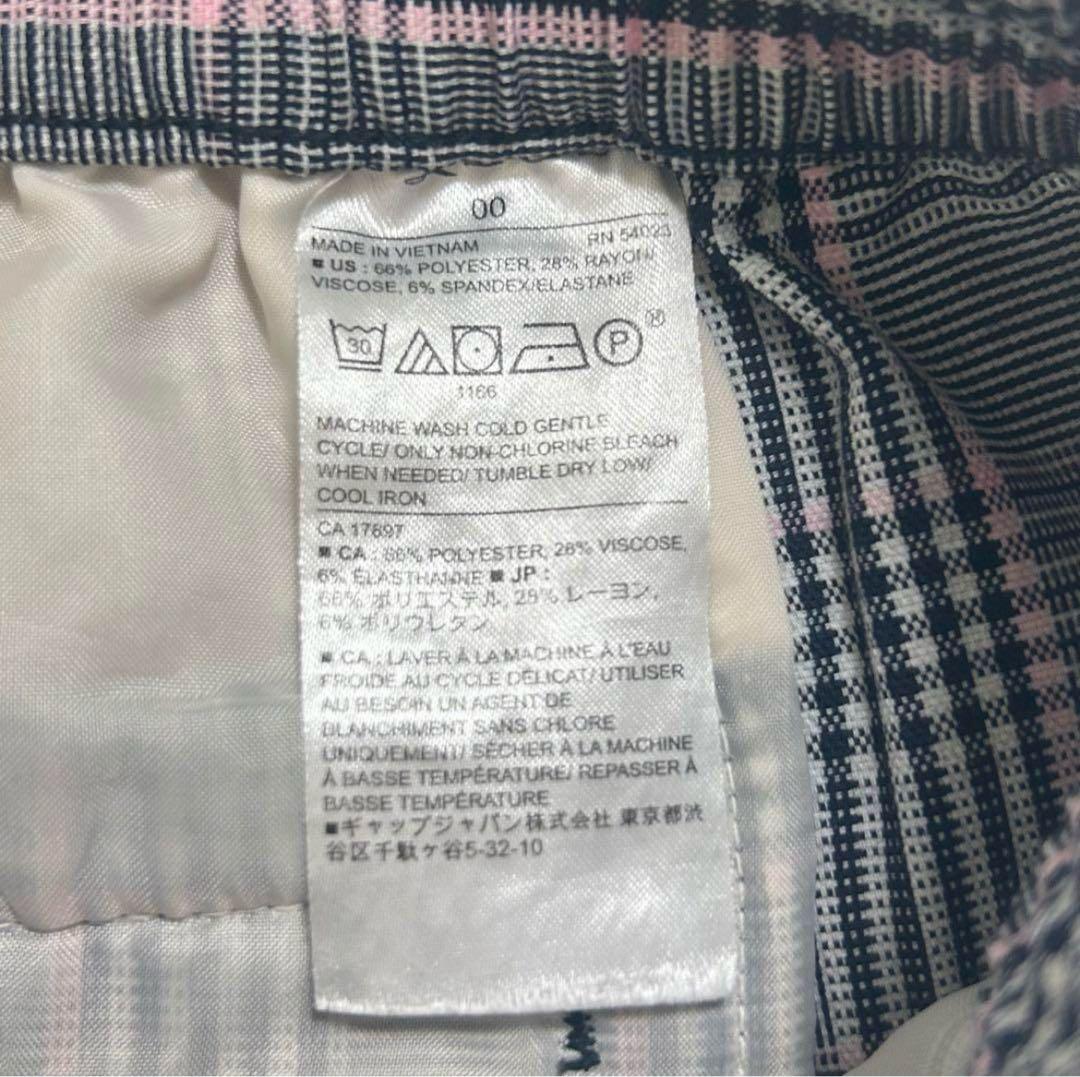 00
MADE IN VIETNAM RN 54023
■ US : 66% POLYESTER, 28% RAYON/
VISCOSE, 6% SPANDEX/ELASTANE
30 P®
1166
MACHINE WASH COLD GENTLE
CYCLE/ ONLY NON-CHLORINE BLEACH
WHEN NEEDED/ TUMBLE DRY LOW/
COOL IRON
CA 17897
■ CA : 66% POLYESTER, 28% VISCOSE,
6% ÉLASTHANNE ■ JP :
66% ポリエステル, 28% レーヨン,
6% ポリウレタン
■ CA : LAVER À LA MACHINE À L'EAU
FROIDE AU CYCLE DÉLICAT/ UTILISER
AU BESOIN UN AGENT DE
BLANCHIMENT SANS CHLORE
UNIQUEMENT/ SÉCHER À LA MACHINE
À BASSE TEMPÉRATURE/ REPASSER À
BASSE TEMPÉRATURE
■ギャップジャパン株式会社 東京都渋
谷区千駄ケ谷5-32-10